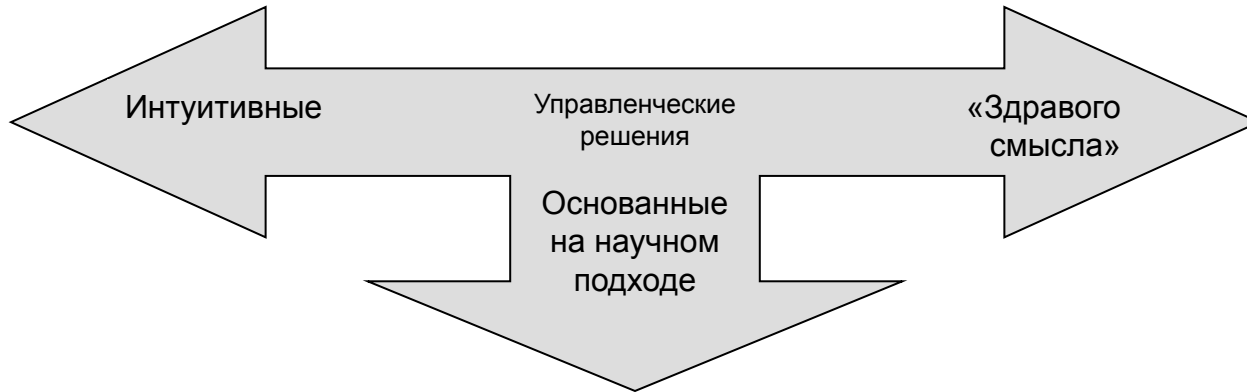 Интуитивные
Управленческие
решения
«Здравого
смысла»
Основанные
на научном
подходе